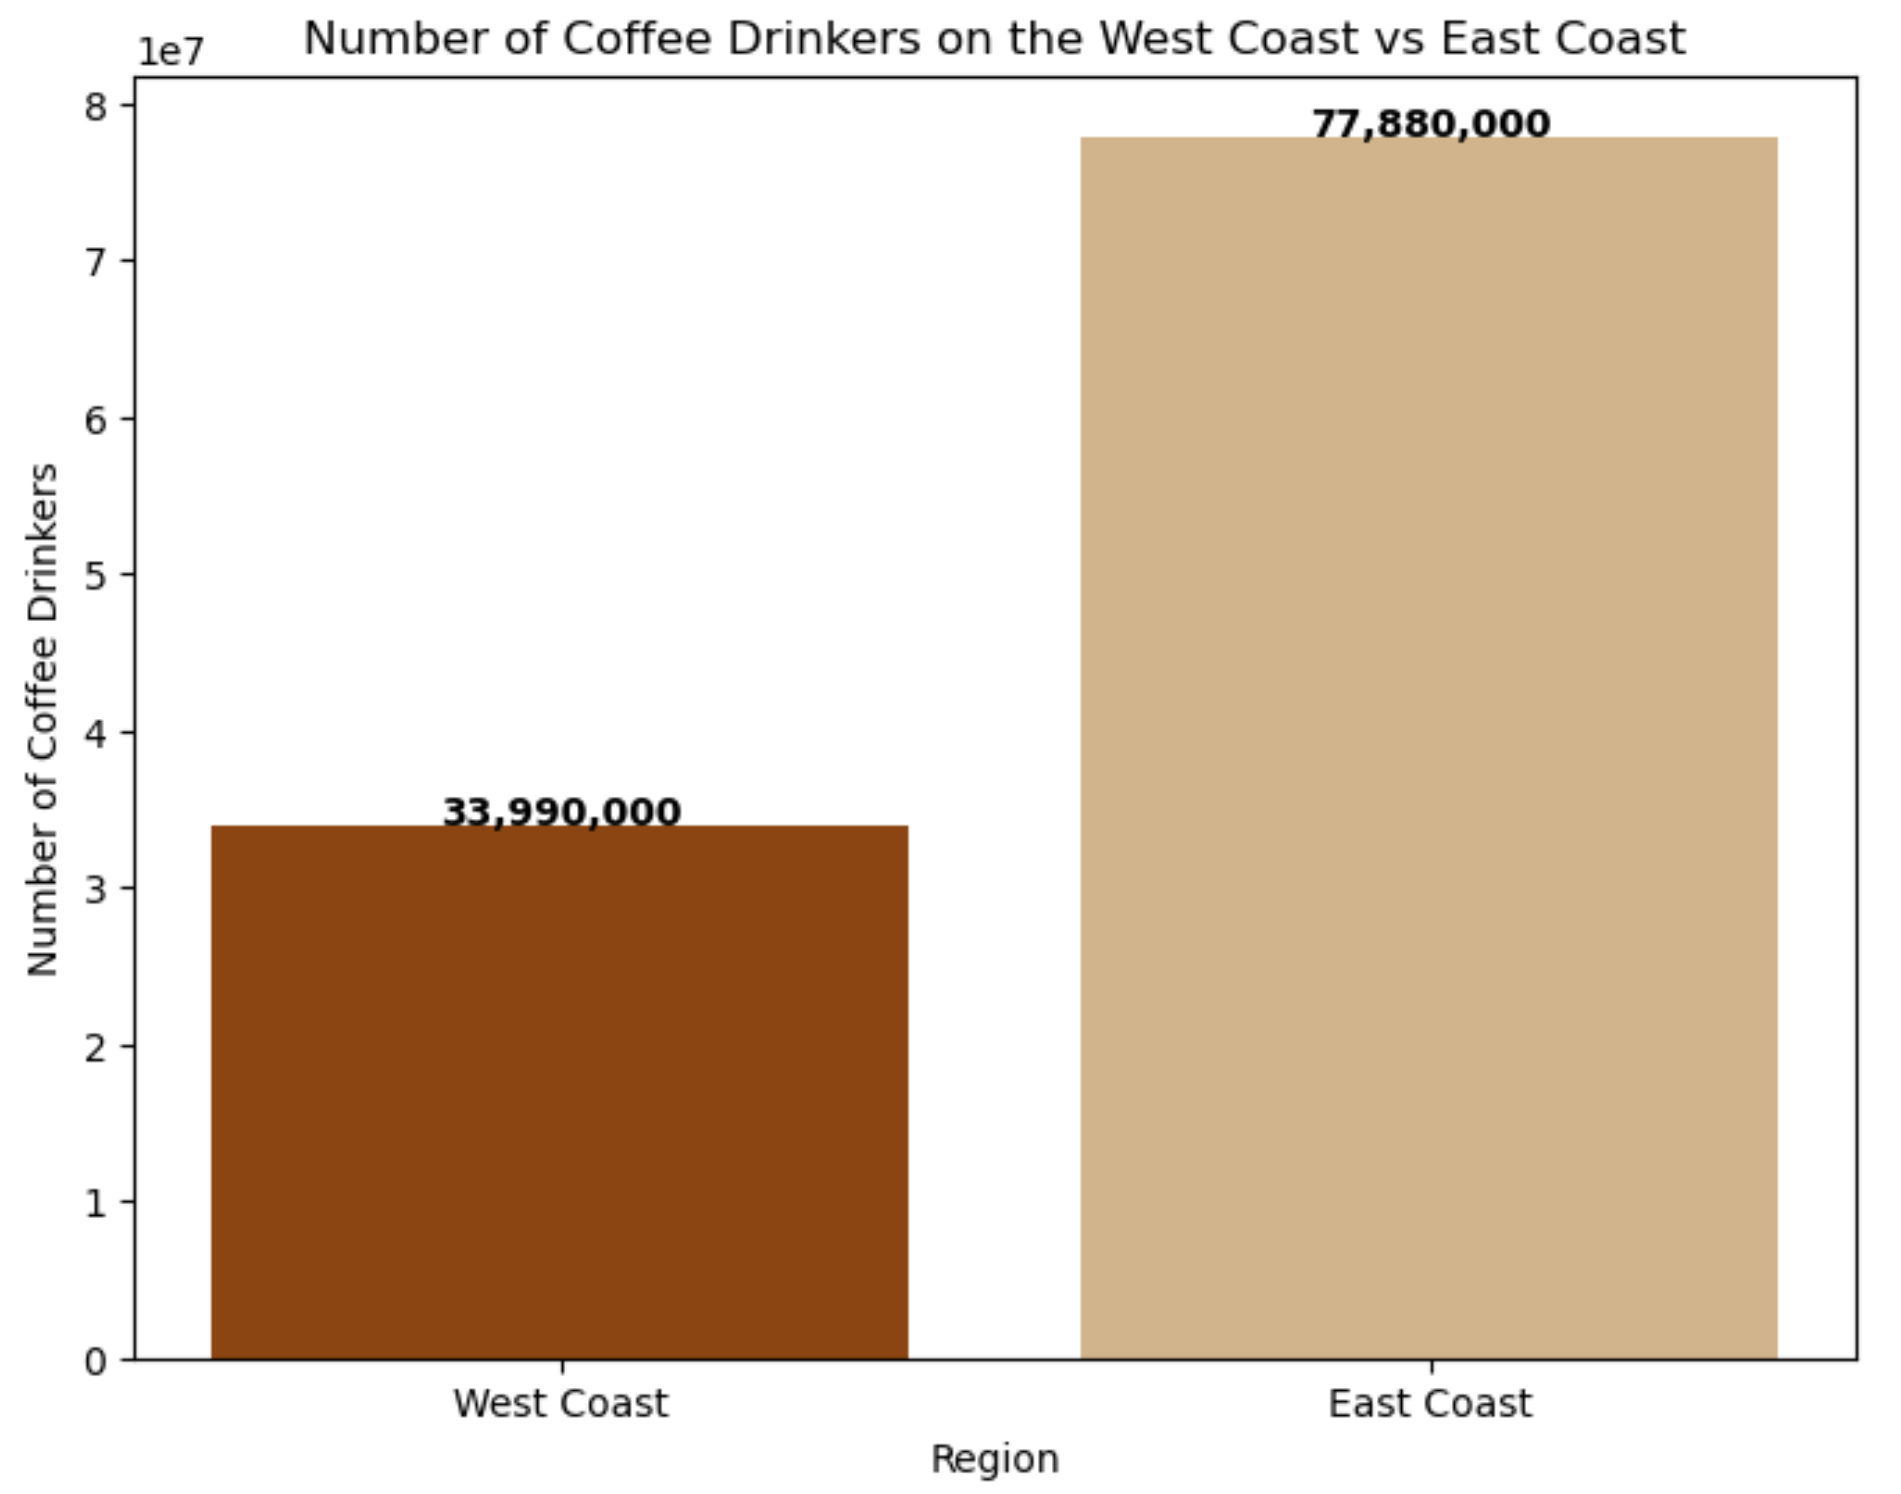 Number of Coffee Drinkers on the West Coast vs East Coast
1e7
8
7
6
5
4
3
2
1
0
Number of Coffee Drinkers
33,990,000
77,880,000
West Coast
East Coast
Region